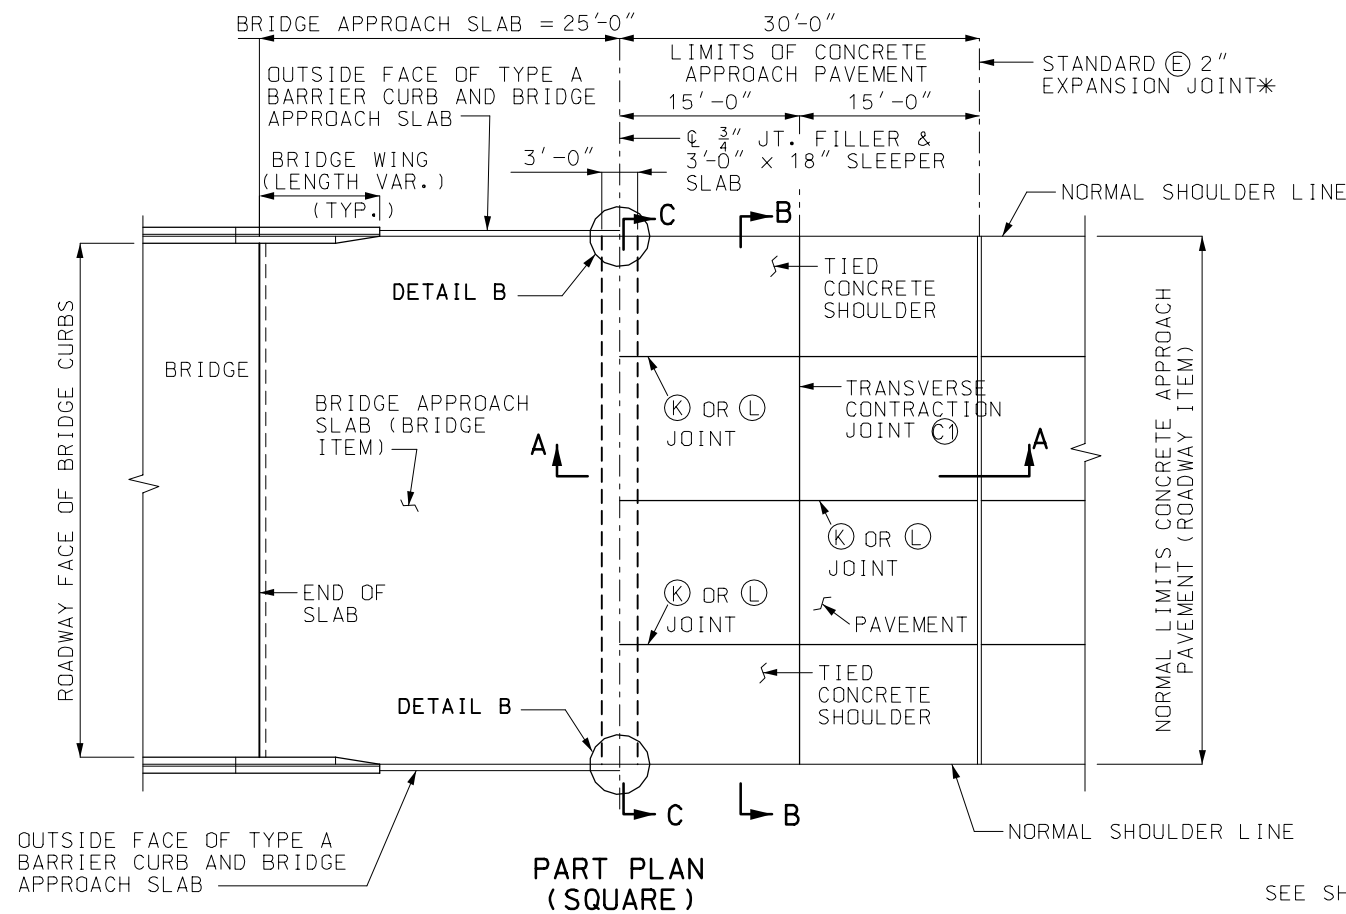 BRIDGE APPROACH SLAB = 25'-0"
30'-0"
LIMITS OF CONCRETE
APPROACH PAVEMENT
STANDARD Ⓔ 2"
EXPANSION JOINT*
OUTSIDE FACE OF TYPE A
BARRIER CURB AND BRIDGE
APPROACH SLAB
15'-0"
15'-0"
℄ 3/4" JT. FILLER &
3'-0" x 18" SLEEPER
SLAB
BRIDGE WING
(LENGTH VAR.)
(TYP.)
3'-0"
NORMAL SHOULDER LINE
C
B
DETAIL B
TIED
CONCRETE
SHOULDER
ROADWAY FACE OF BRIDGE CURBS
BRIDGE
BRIDGE APPROACH
SLAB (BRIDGE
ITEM)
Ⓚ OR Ⓛ
JOINT
TRANSVERSE
CONTRACTION
JOINT (C1)
A
A
NORMAL LIMITS CONCRETE APPROACH
PAVEMENT (ROADWAY ITEM)
Ⓚ OR Ⓛ
JOINT
END OF
SLAB
Ⓚ OR Ⓛ
JOINT
PAVEMENT
DETAIL B
TIED
CONCRETE
SHOULDER
C
B
OUTSIDE FACE OF TYPE A
BARRIER CURB AND BRIDGE
APPROACH SLAB
NORMAL SHOULDER LINE
PART PLAN
(SQUARE)
SEE SH